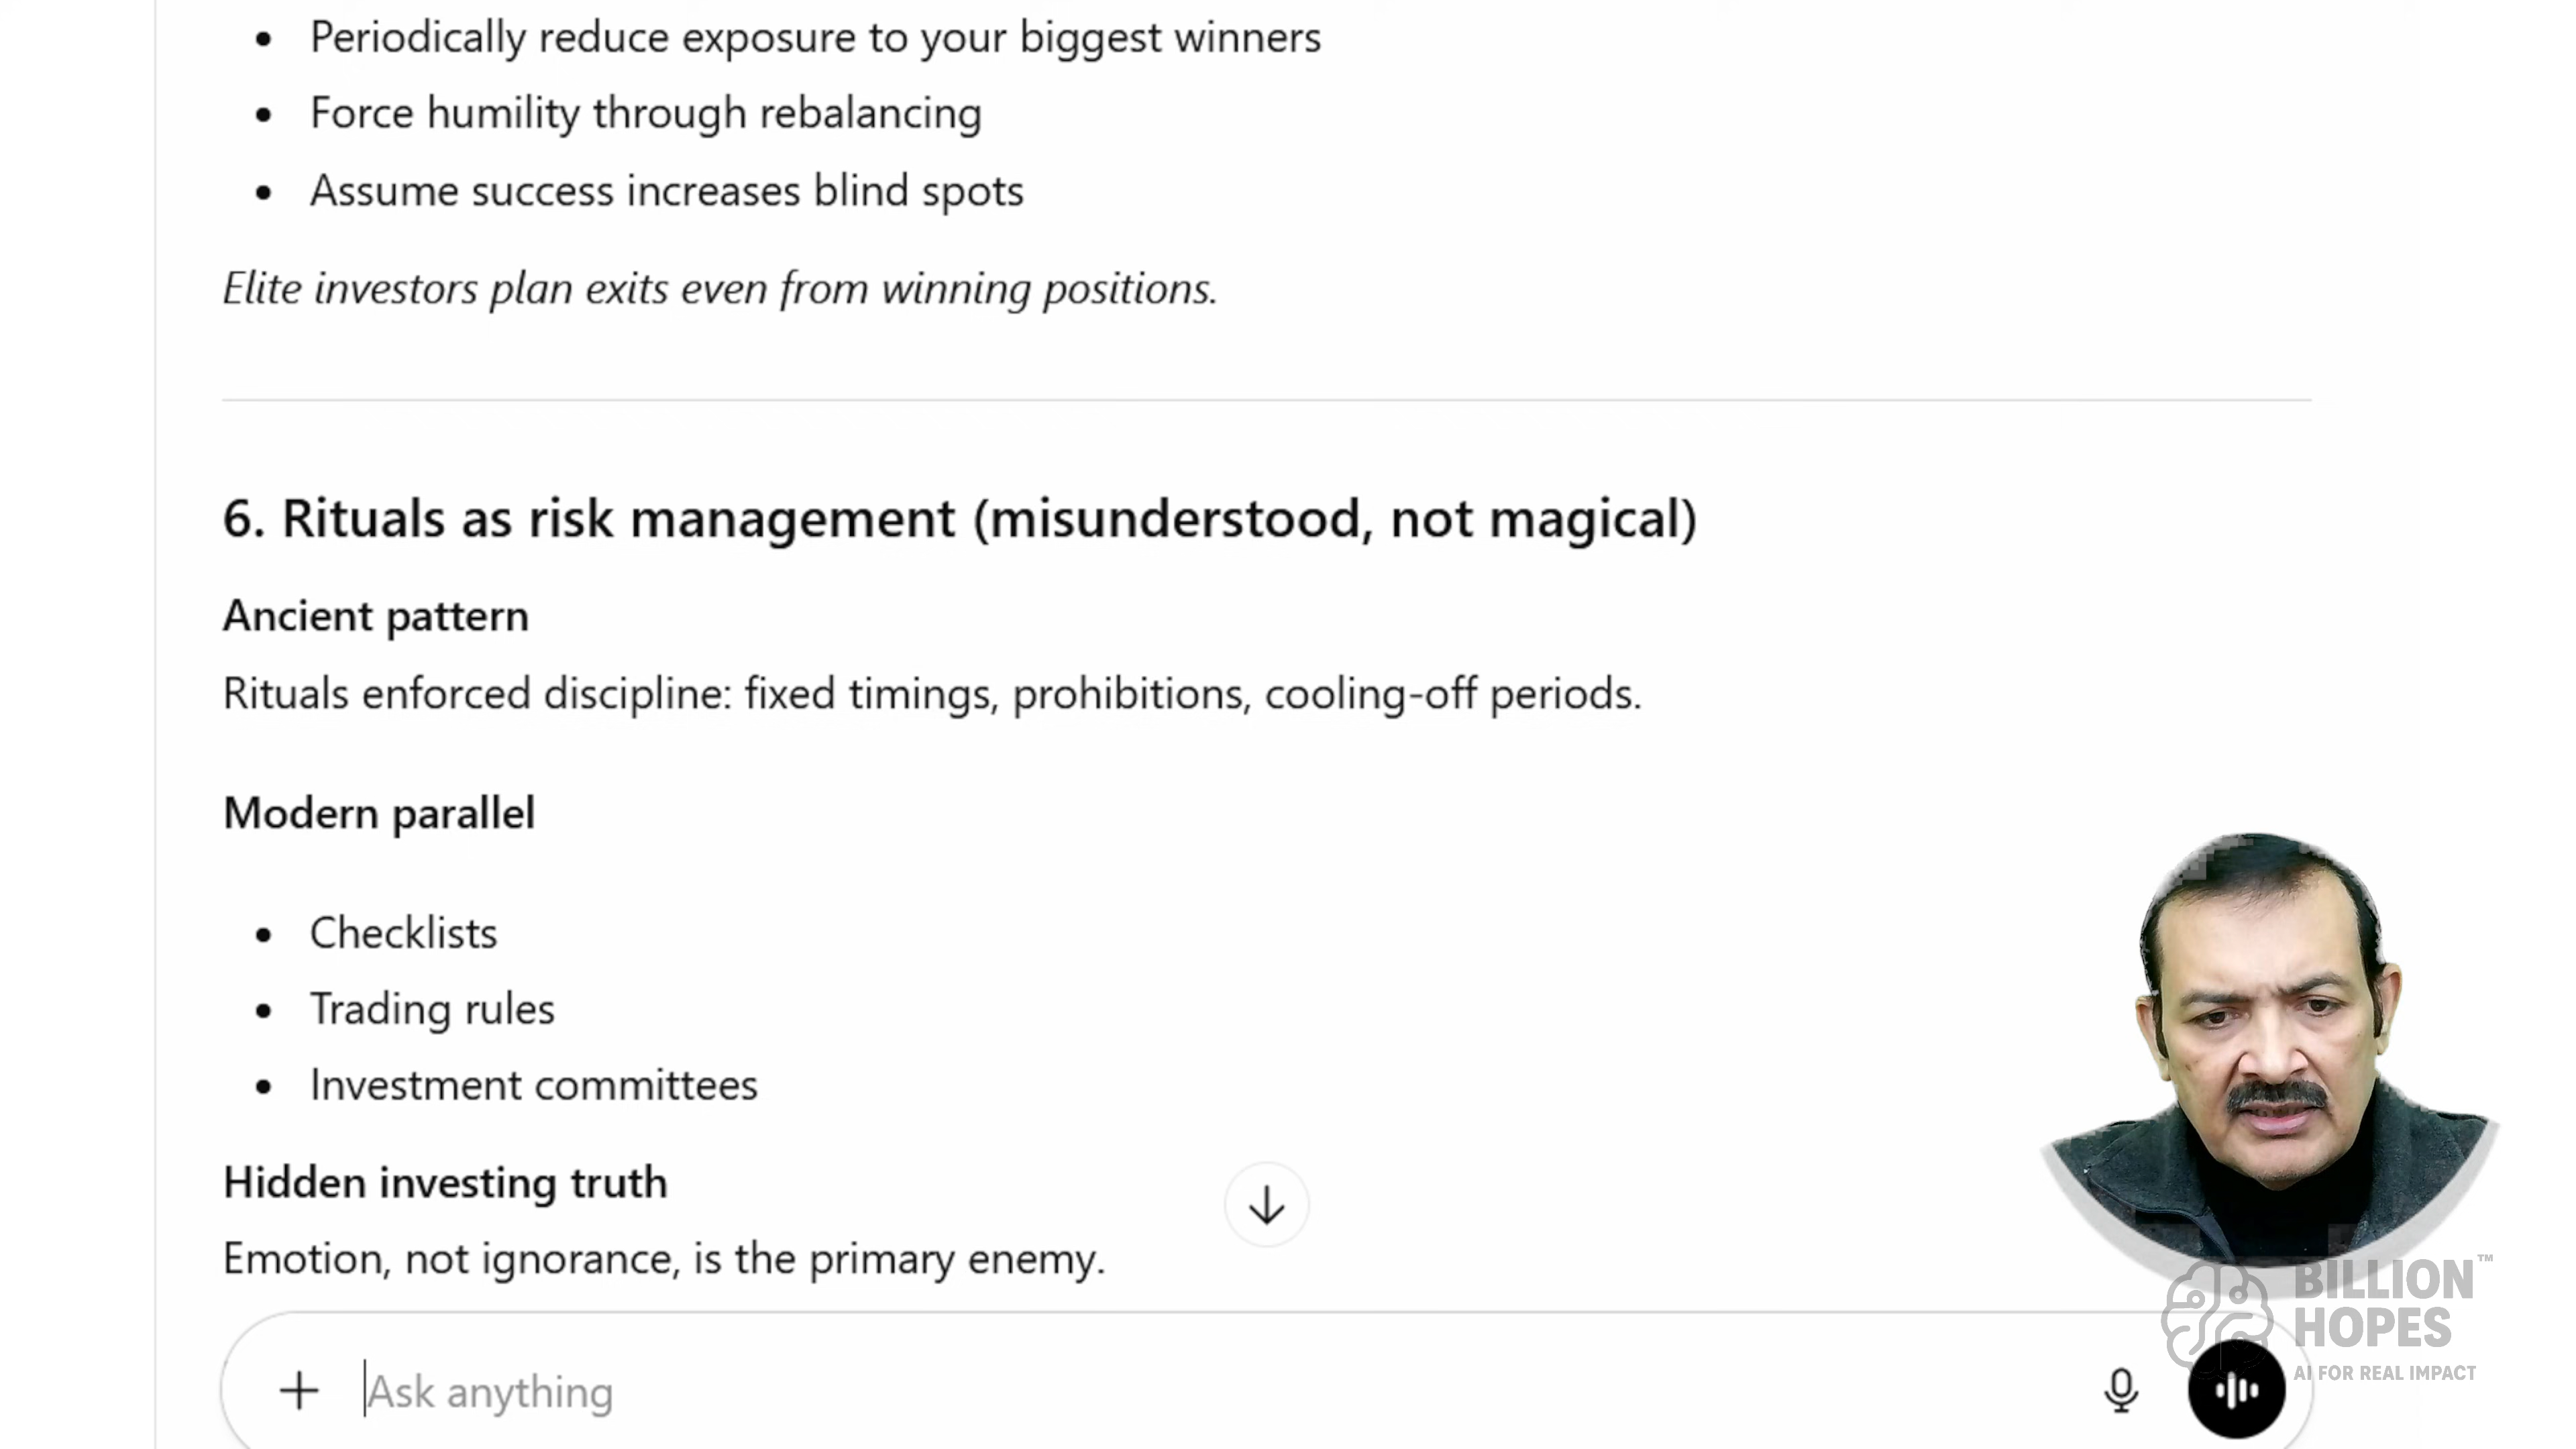 • Periodically reduce exposure to your biggest winners
• Force humility through rebalancing
• Assume success increases blind spots
Elite investors plan exits even from winning positions.
6. Rituals as risk management (misunderstood, not magical)
Ancient pattern
Rituals enforced discipline: fixed timings, prohibitions, cooling-off periods.
Modern parallel
• Checklists
• Trading rules
• Investment committees
Hidden investing truth
Emotion, not ignorance, is the primary enemy.
Ask anything
BILLION™
HOPES
AI FOR REAL IMPACT